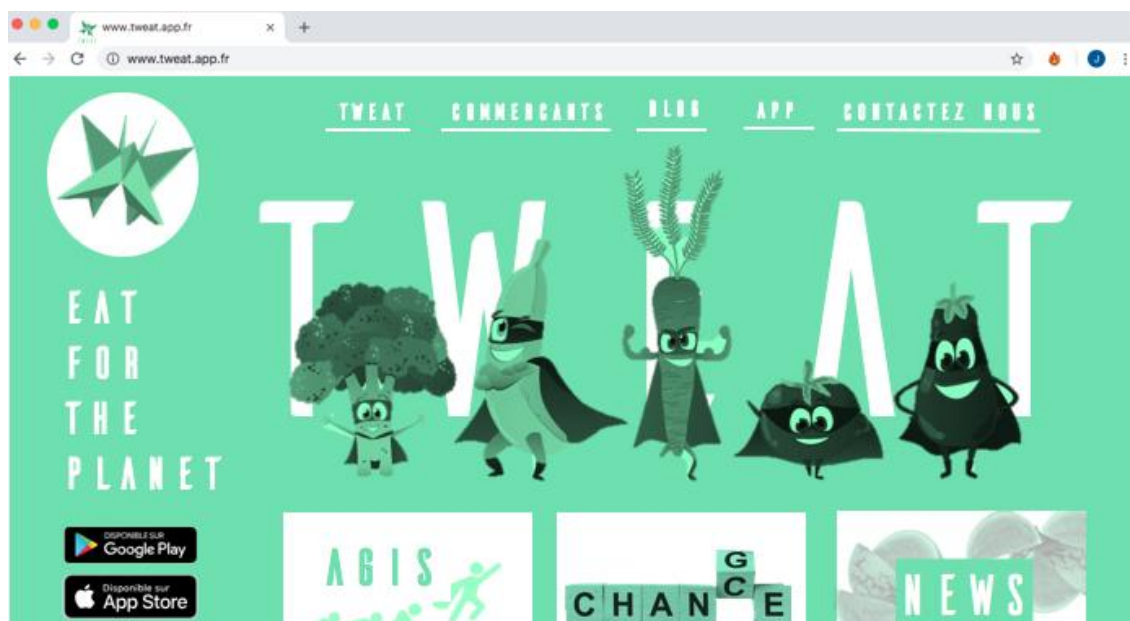 www.tweat.app.fr
www.tweat.app.fr
J
TWEAT
COMMERCANTS
BLOG
APP
CONTACTEZ NOUS
TWEAT
EAT
FOR
THE
PLANET
DISPONIBLE SUR
Google Play
Disponible sur
App Store
AGIS
G
CHANCE
NEWS